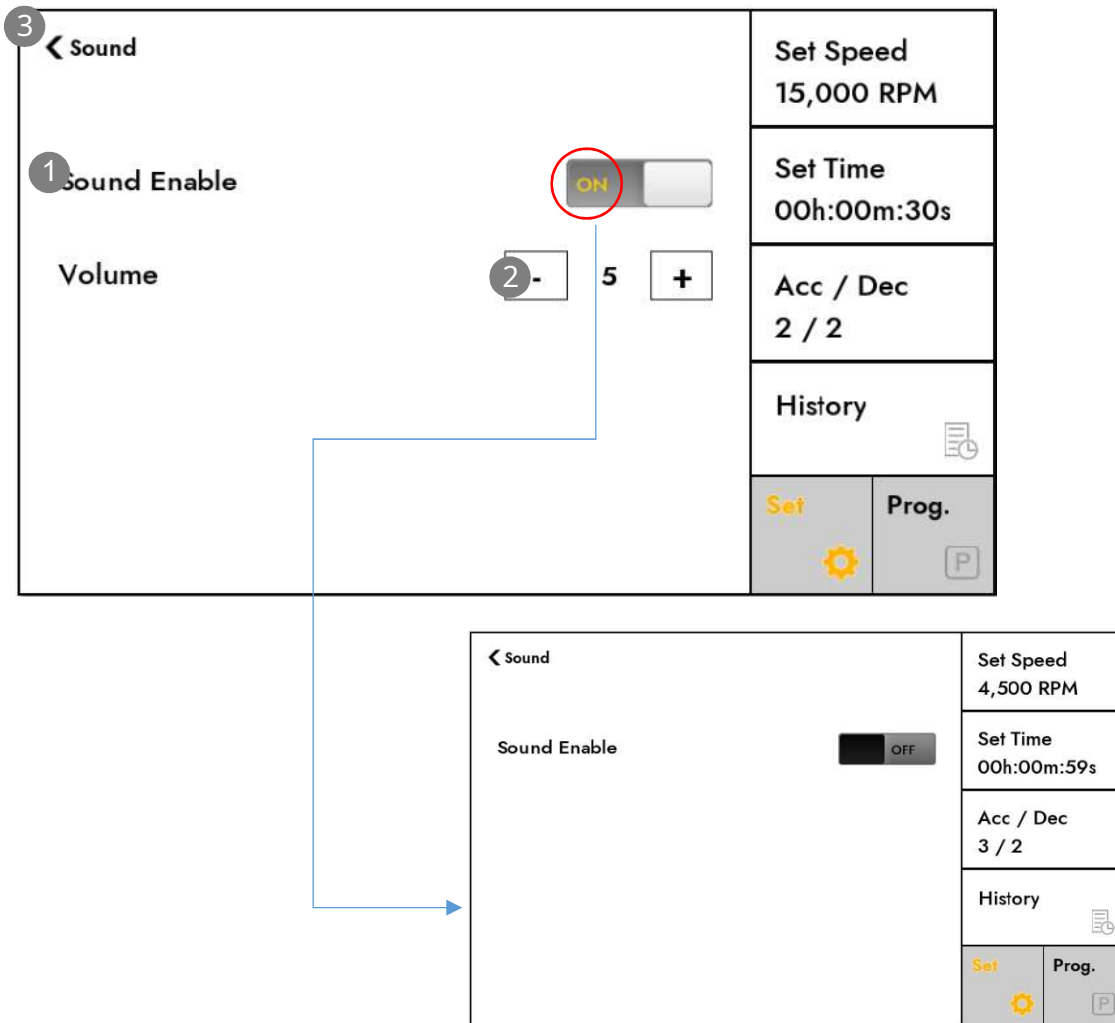 3
Sound
Set Speed
15,000 RPM
1
Sound Enable
ON
Set Time
00h:00m:30s
Volume
2
- 5 +
Acc / Dec
2 / 2
History
Set
Prog.
P
Sound
Set Speed
4,500 RPM
Sound Enable
OFF
Set Time
00h:00m:59s
Acc / Dec
3 / 2
History
Set
Prog.
P